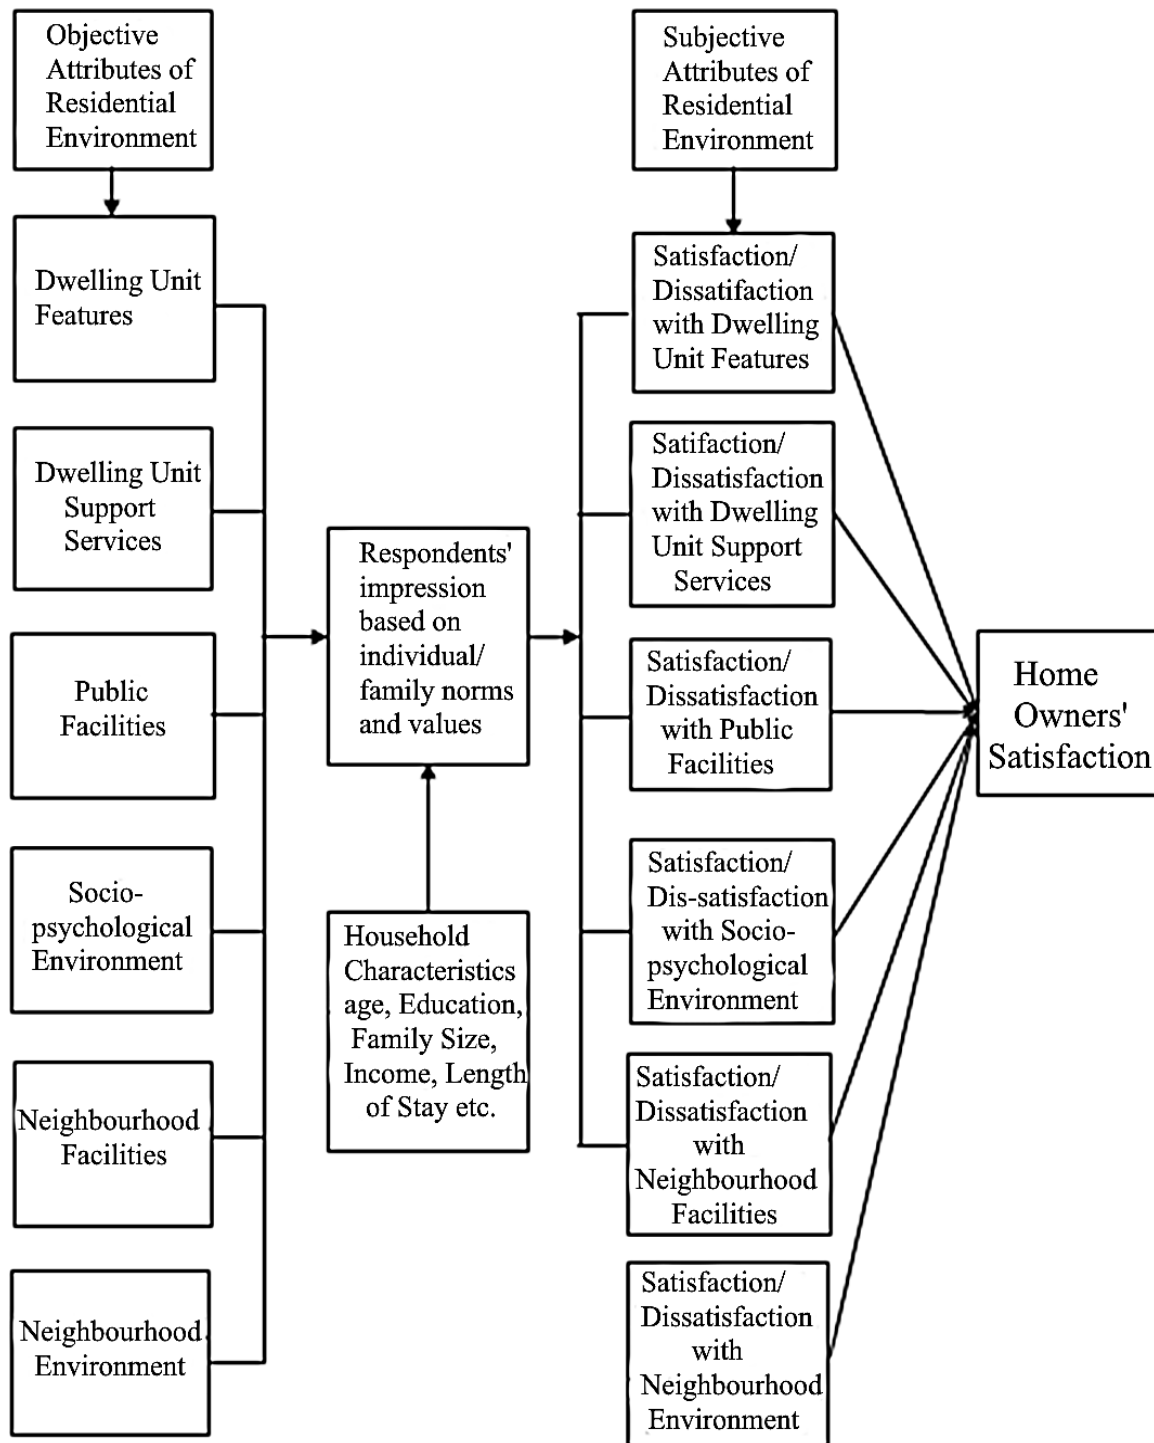 Objective
Attributes of
Residential
Environment
Dwelling Unit
Features
Dwelling Unit
Support
Services
Public
Facilities
Socio-
psychological
Environment
Neighbourhood
Facilities
Neighbourhood
Environment
Respondents'
impression
based on
individual/
family norms
and values
Household
Characteristics
age, Education,
Family Size,
Income, Length
of Stay etc.
Subjective
Attributes of
Residential
Environment
Satisfaction/
Dissatifaction
with Dwelling
Unit Features
Satifaction/
Dissatisfaction
with Dwelling
Unit Support
Services
Satisfaction/
Dissatisfaction
with Public
Facilities
Satisfaction/
Dis-satisfaction
with Socio-
psychological
Environment
Satisfaction/
Dissatisfaction
with
Neighbourhood
Facilities
Satisfaction/
Dissatisfaction
with
Neighbourhood
Environment
Home
Owners'
Satisfaction